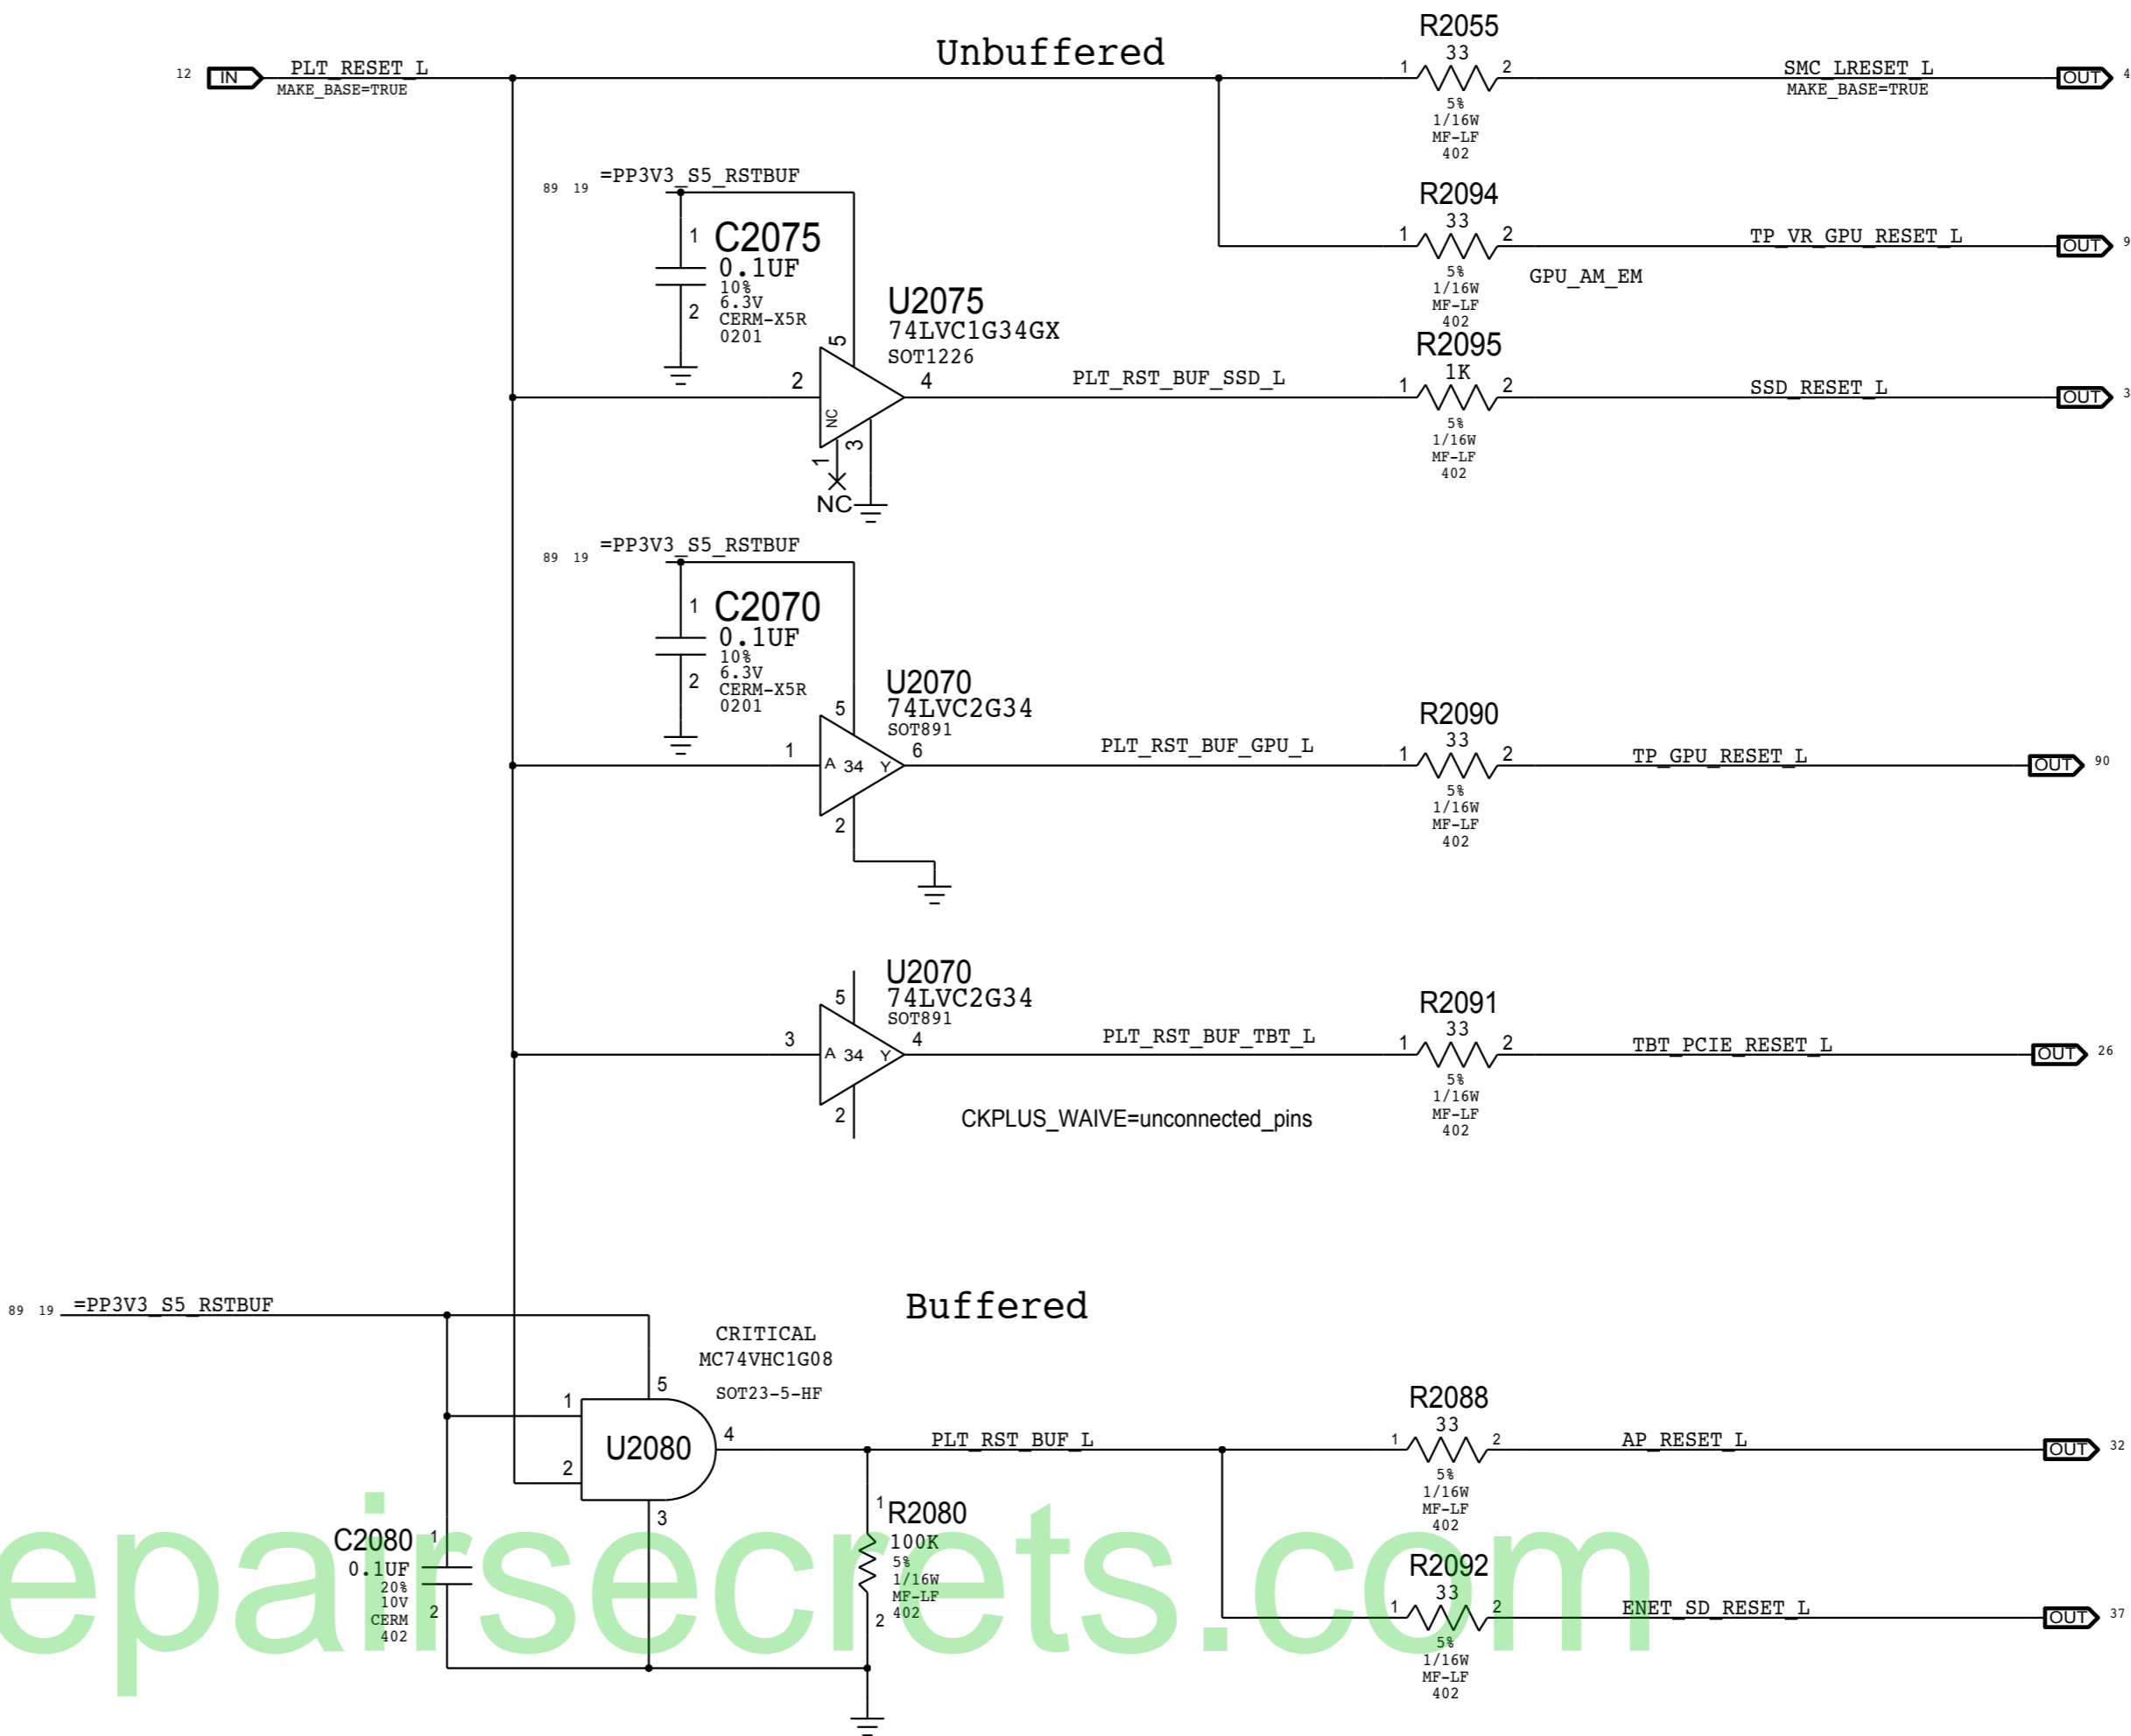 Unbuffered
12 IN PLT_RESET_L
MAKE_BASE=TRUE
R2055
33
1 2
5%
1/16W
MF-LF
402
SMC_LRESET_L
MAKE_BASE=TRUE
OUT 4
R2094
33
1 2
5%
1/16W
MF-LF
402
TP_VR_GPU_RESET_L
GPU_AM_EM
OUT 9
89 19 =PP3V3_S5_RSTBUF
1
C2075
0.1UF
10%
6.3V
CERM-X5R
0201
2
U2075
74LVC1G34GX
SOT1226
5
2
4
NC
1
3
NC
PLT_RST_BUF_SSD_L
R2095
1K
1 2
5%
1/16W
MF-LF
402
SSD_RESET_L
OUT 3
89 19 =PP3V3_S5_RSTBUF
1
C2070
0.1UF
10%
6.3V
CERM-X5R
0201
2
U2070
74LVC2G34
SOT891
5
1
A 34 Y
6
2
PLT_RST_BUF_GPU_L
R2090
33
1 2
5%
1/16W
MF-LF
402
TP_GPU_RESET_L
OUT 90
U2070
74LVC2G34
SOT891
5
3
A 34 Y
4
2
PLT_RST_BUF_TBT_L
CKPLUS_WAIVE=unconnected_pins
R2091
33
1 2
5%
1/16W
MF-LF
402
TBT_PCIE_RESET_L
OUT 26
Buffered
89 19 =PP3V3_S5_RSTBUF
CRITICAL
MC74VHC1G08
SOT23-5-HF
5
1
U2080
2
4
3
C2080
0.1UF
20%
10V
CERM
402
1
2
PLT_RST_BUF_L
1
R2080
100K
5%
1/16W
MF-LF
402
2
R2088
33
1 2
5%
1/16W
MF-LF
402
AP_RESET_L
OUT 32
R2092
33
1 2
5%
1/16W
MF-LF
402
ENET_SD_RESET_L
OUT 37
epairsecrets.com